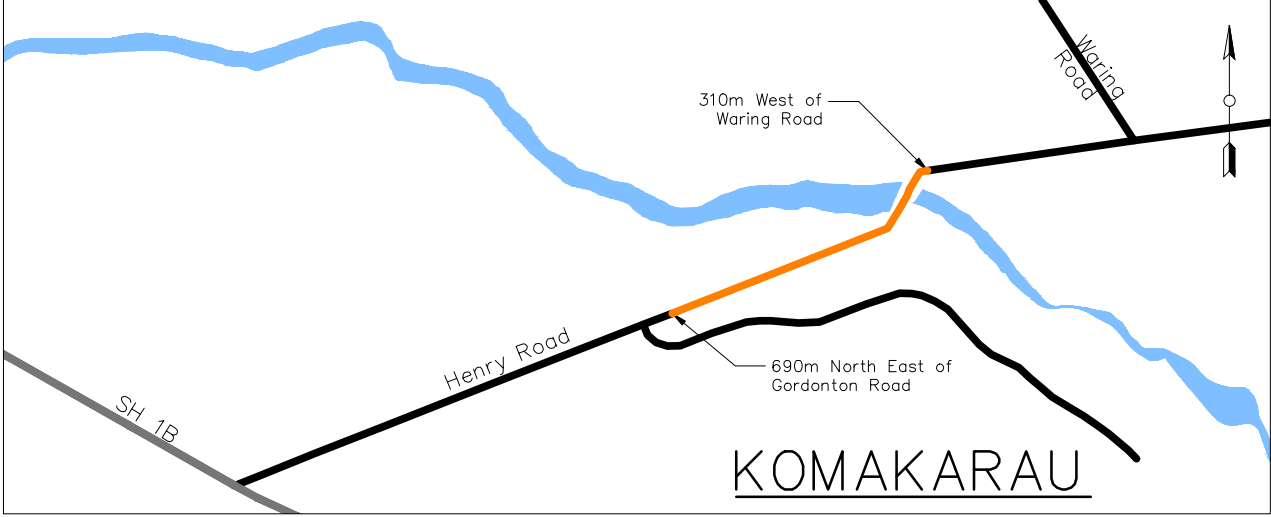 Waring
Road
310m West of
Waring Road
Henry Road
690m North East of
Gordonton Road
SH 1B
KOMAKARAU